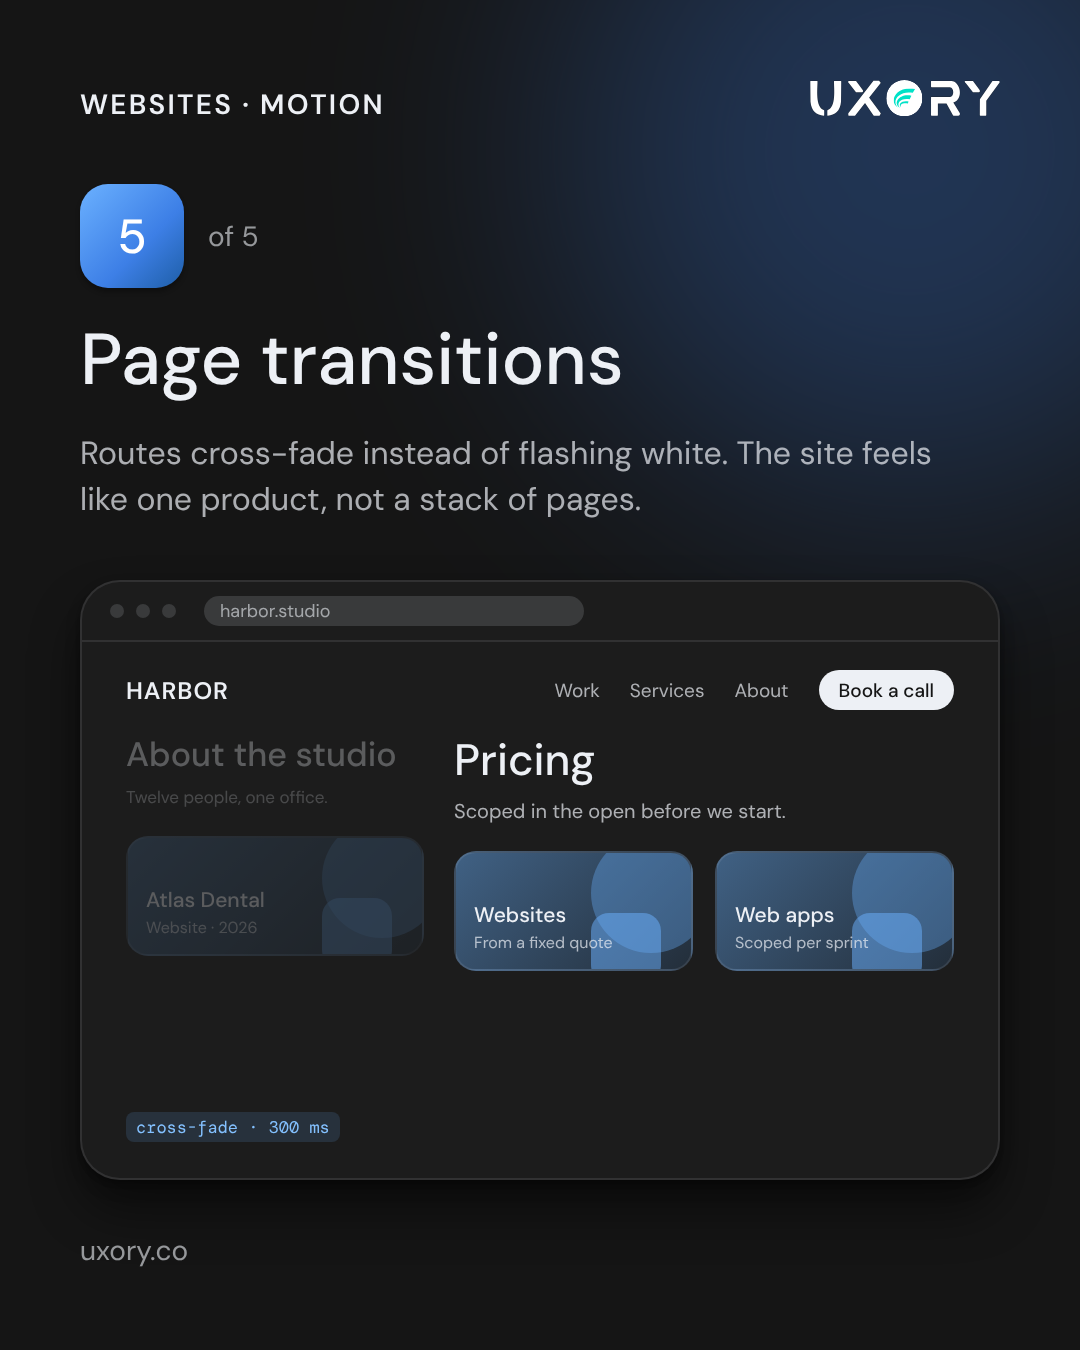 WEBSITES · MOTION
UXORY
5
of 5
Page transitions
Routes cross-fade instead of flashing white. The site feels
like one product, not a stack of pages.
harbor.studio
HARBOR
Work
Services
About
Book a call
About the studio
Twelve people, one office.
Atlas Dental
Website · 2026
Pricing
Scoped in the open before we start.
Websites
From a fixed quote
Web apps
Scoped per sprint
cross-fade · 300 ms
uxory.co